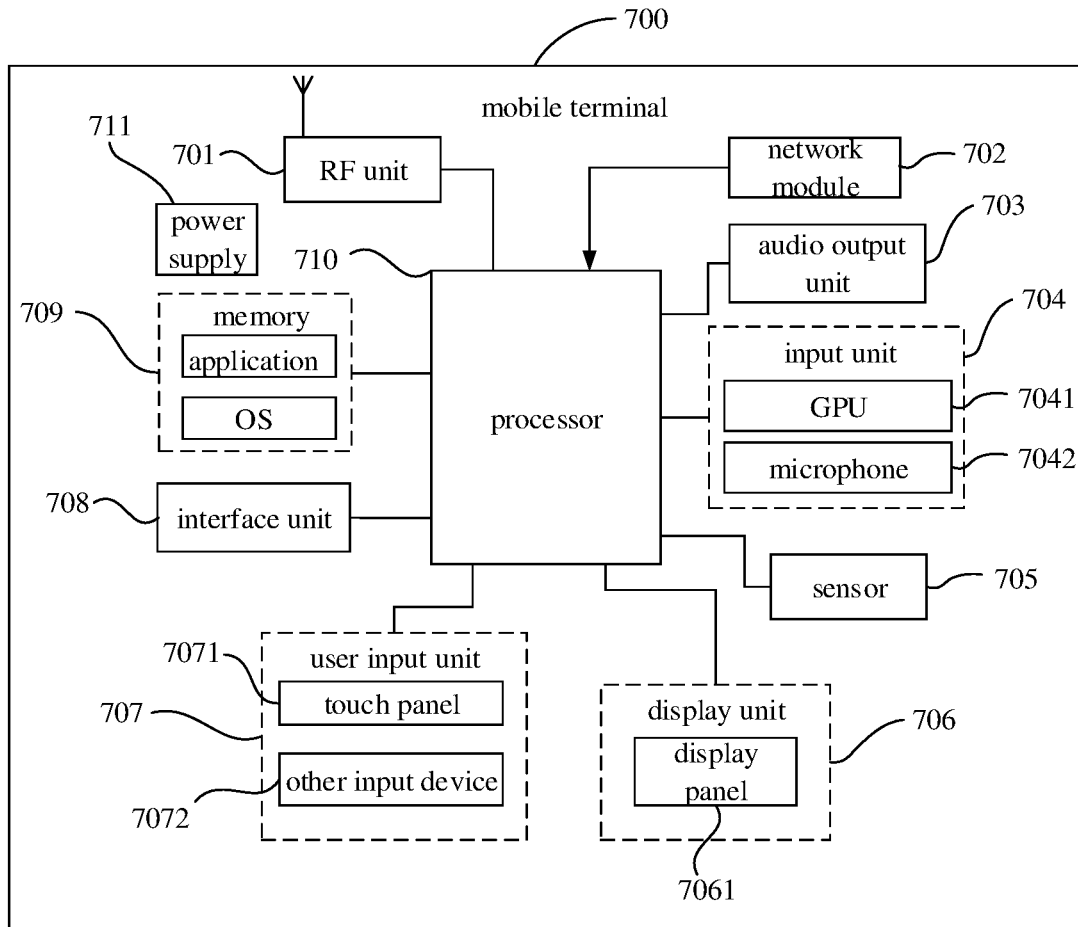 700
mobile terminal
711
701
RF unit
network
module
702
power
supply
710
audio output
unit
703
709
memory
application
OS
processor
704
input unit
GPU
7041
microphone
7042
708
interface unit
sensor
705
7071
user input unit
touch panel
707
other input device
7072
display unit
706
display
panel
7061